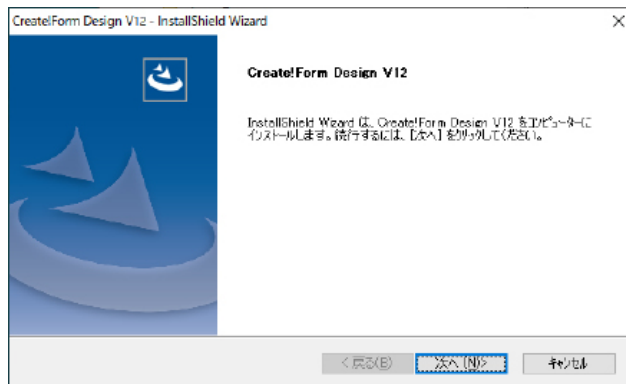 Create!Form Design V12 - InstallShield Wizard
Create!Form Design V12
InstallShield Wizard は、Create!Form Design V12 をコンピューターに
インストールします。続行するには、[次へ] をクリックしてください。
< 戻る(B)
次へ (N)>
キャンセル